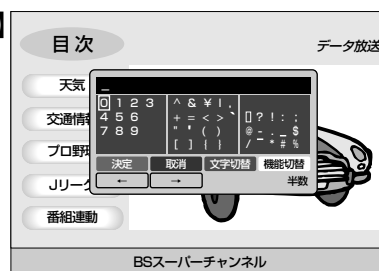 目次
データ放送
天気
交通情報
プロ野
Jリーグ
番組連動
_
0 1 2 3 ^ & ¥ | ,
4 5 6 + = < > ` [] ? ! : ;
7 8 9 " ' ( ) @ - . _ $
[ ] { } / ~ * # %
決定 取消 文字切替 機能切替
← → 半数
BSスーパーチャンネル